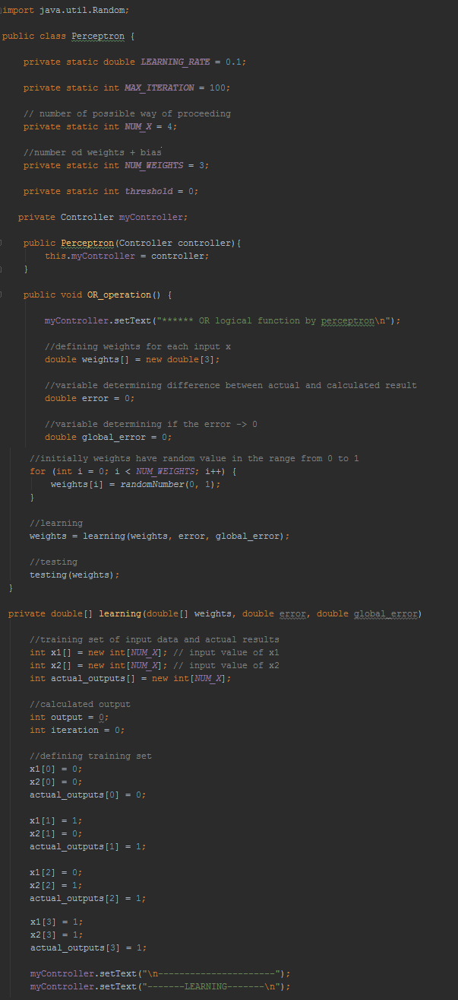 import java.util.Random;
public class Perceptron {
private static double LEARNING_RATE = 0.1;
private static int MAX_ITERATION = 100;
// number of possible way of proceeding
private static int NUM_X = 4;
//number od weights + bias
private static int NUM_WEIGHTS = 3;
private static int threshold = 0;
private Controller myController;
public Perceptron(Controller controller){
this.myController = controller;
}
public void OR_operation() {
myController.setText("****** OR logical function by perceptron\n");
//defining weights for each input x
double weights[] = new double[3];
//variable determining difference between actual and calculated result
double error = 0;
//variable determining if the error -> 0
double global_error = 0;
//initially weights have random value in the range from 0 to 1
for (int i = 0; i < NUM_WEIGHTS; i++) {
weights[i] = randomNumber(0, 1);
}
//learning
weights = learning(weights, error, global_error);
//testing
testing(weights);
}
private double[] learning(double[] weights, double error, double global_error)
//training set of input data and actual results
int x1[] = new int[NUM_X]; // input value of x1
int x2[] = new int[NUM_X]; // input value of x2
int actual_outputs[] = new int[NUM_X];
//calculated output
int output = 0;
int iteration = 0;
//defining training set
x1[0] = 0;
x2[0] = 0;
actual_outputs[0] = 0;
x1[1] = 1;
x2[1] = 0;
actual_outputs[1] = 1;
x1[2] = 0;
x2[2] = 1;
actual_outputs[2] = 1;
x1[3] = 1;
x2[3] = 1;
actual_outputs[3] = 1;
myController.setText("\n----------------------");
myController.setText("-------LEARNING-------\n");